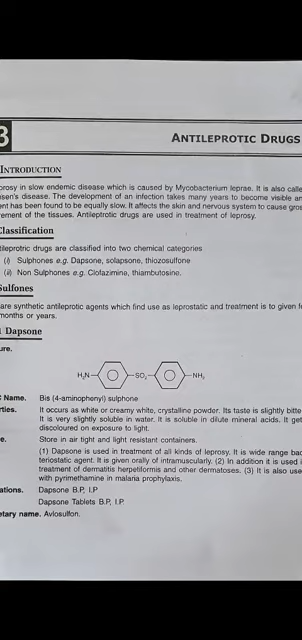 3
ANTILEPROTIC DRUGS
INTRODUCTION
prosy in slow endemic disease which is caused by Mycobacterium leprae. It is also calle
sen's disease. The development of an infection takes many years to become visible an
ent has been found to be equally slow. It affects the skin and nervous system to cause gros
rement of the tissues. Antileprotic drugs are used in treatment of leprosy.
Classification
tileprotric drugs are classified into two chemical categories
(i) Sulphones e.g. Dapsone, solapsone, thiozosulfone
(ii) Non Sulphones e.g. Clofazimine, thiambutosine.
Sulfones
are synthetic antileprotic agents which find use as leprostatic and treatment is to given fo
months or years.
1 Dapsone
ure.
H₂N SO₂ NH₂
C Name. Bis (4-aminophenyl) sulphone
rties. It occurs as white or creamy white, crystalline powder. Its taste is slightly bitte
It is very slightly soluble in water. It is soluble in dilute mineral acids. It get
discoloured on exposure to light.
e. Store in air tight and light resistant containers.
(1) Dapsone is used in treatment of all kinds of leprosy. It is wide range bac
teriostatic agent. It is given orally of intramuscularly. (2) In addition it is used i
treatment of dermatitis herpetiformis and other dermatoses. (3) It is also use
with pyrimethamine in malaria prophylaxis.
ations. Dapsone B.P, I.P
Dapsone Tablets B.P, I.P.
etary name. Avlosulfon.